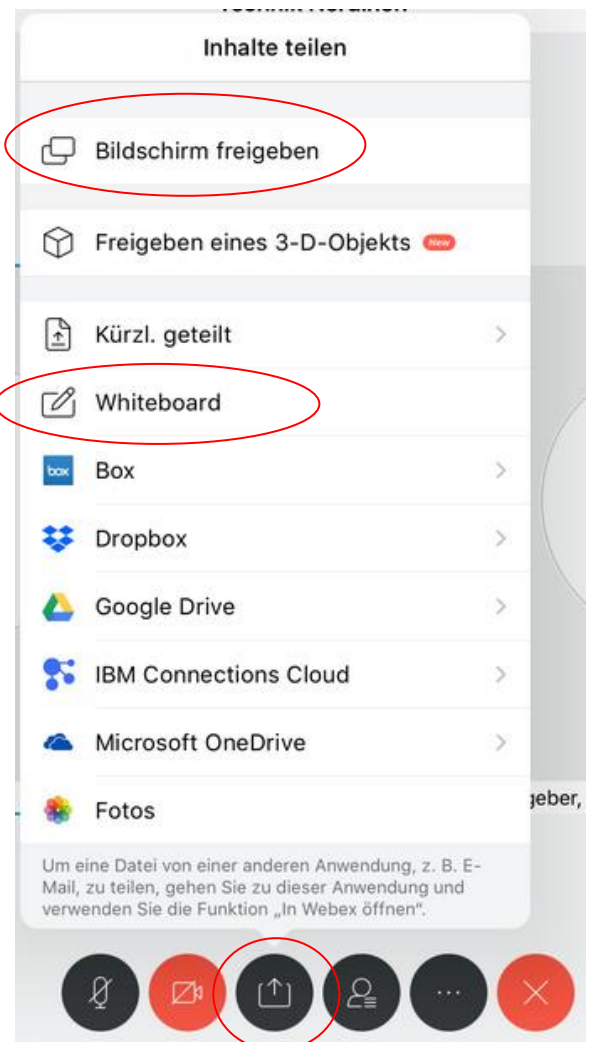 Inhalte teilen
Bildschirm freigeben
Freigeben eines 3-D-Objekts New
Kürzl. geteilt
Whiteboard
box Box
Dropbox
Google Drive
IBM Connections Cloud
Microsoft OneDrive
Fotos
geber,
Um eine Datei von einer anderen Anwendung, z. B. E-
Mail, zu teilen, gehen Sie zu dieser Anwendung und
verwenden Sie die Funktion „In Webex öffnen“.